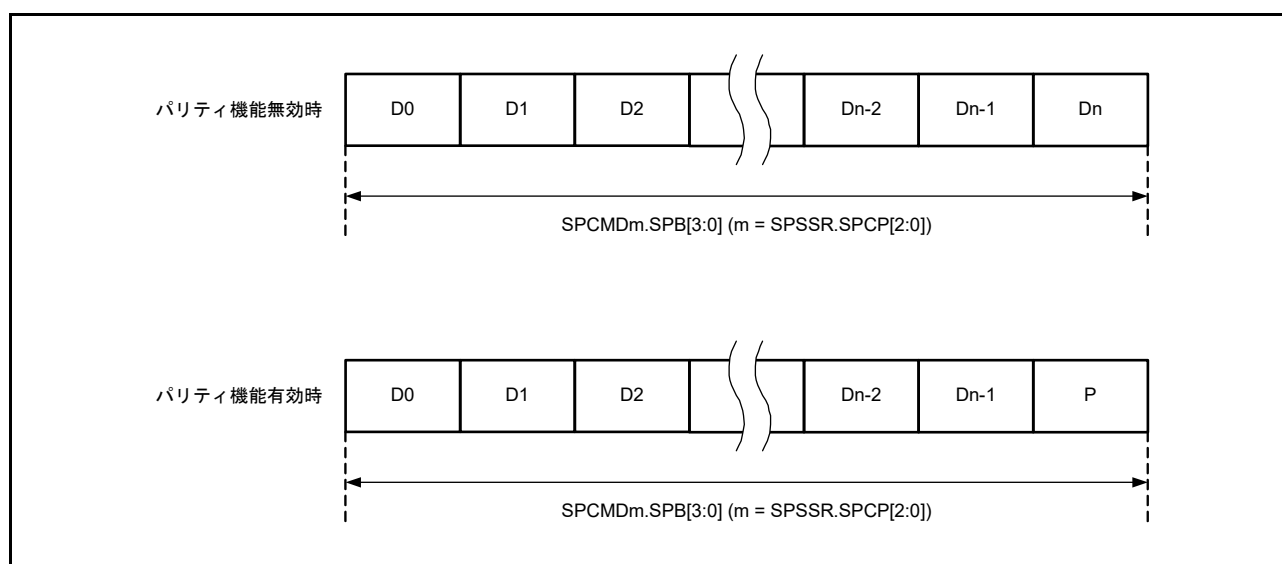 パリティ機能無効時 D0 D1 D2 Dn-2 Dn-1 Dn
SPCMDm.SPB[3:0] (m = SPSSR.SPCP[2:0])
パリティ機能有効時 D0 D1 D2 Dn-2 Dn-1 P
SPCMDm.SPB[3:0] (m = SPSSR.SPCP[2:0])